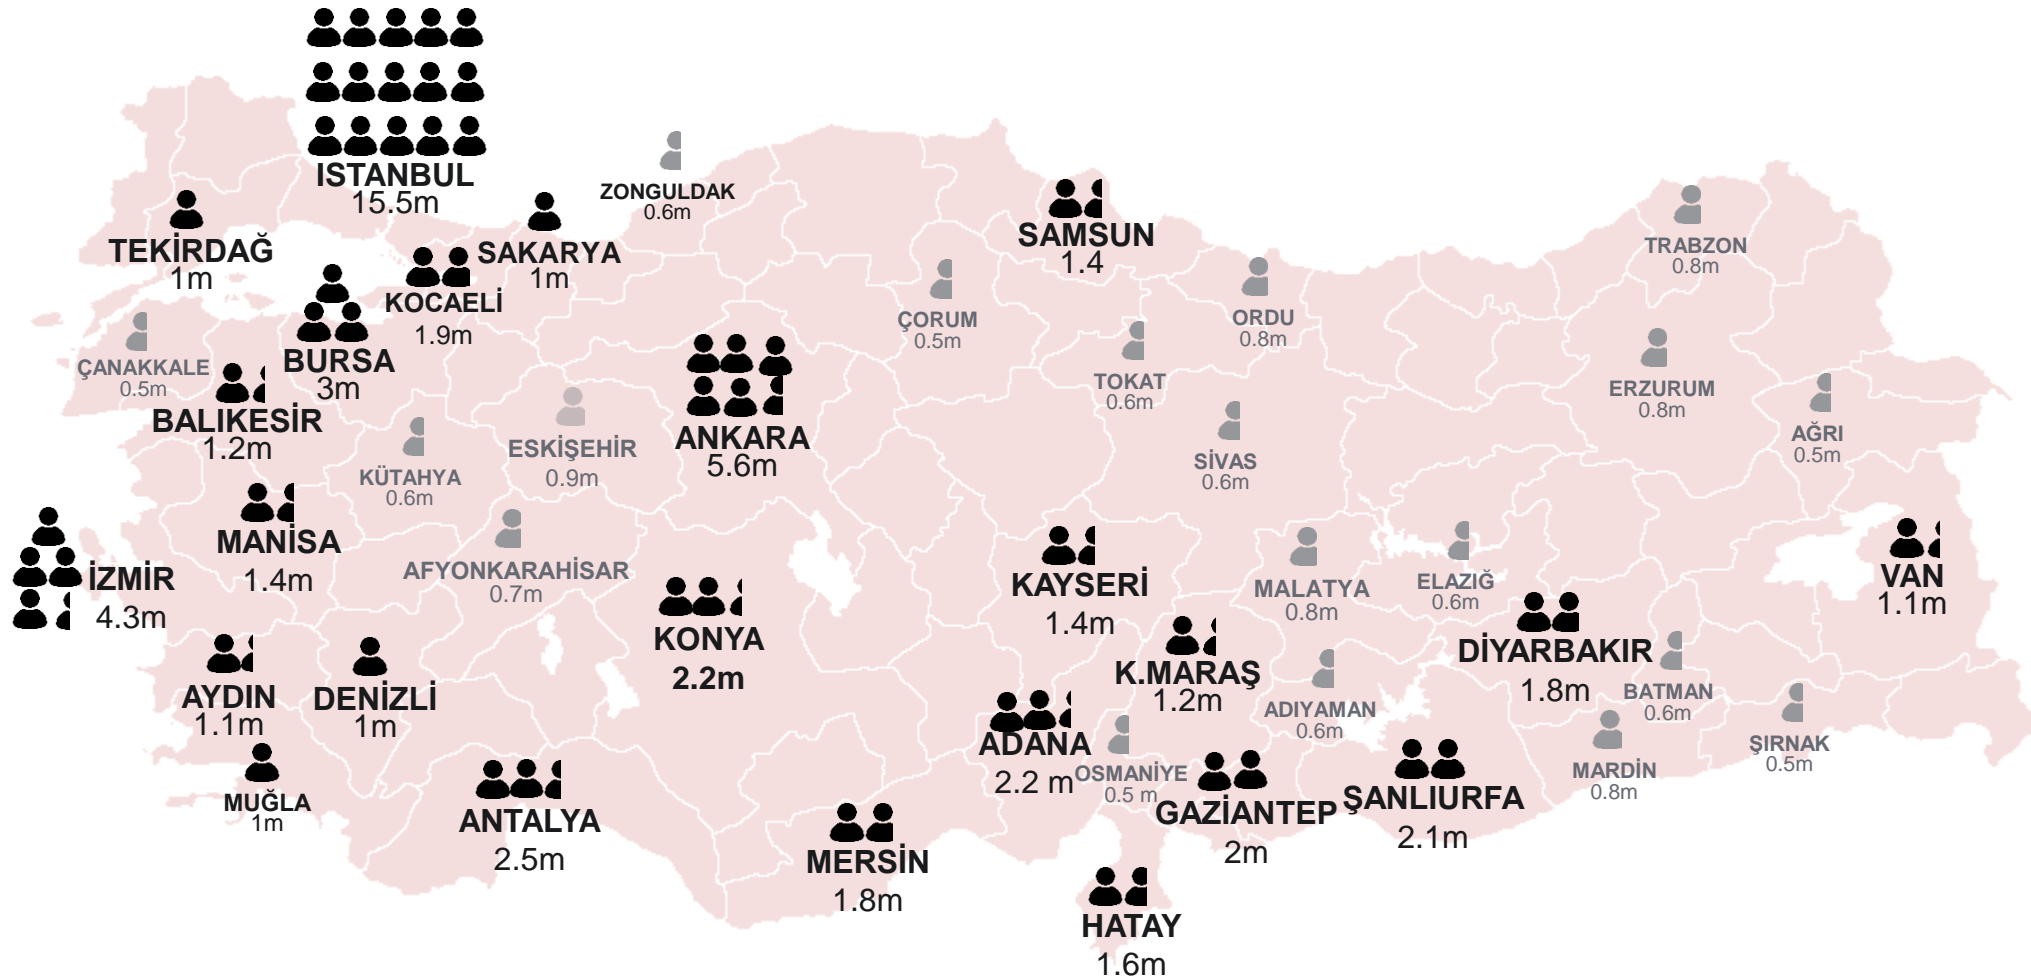 ISTANBUL
15.5m
ZONGULDAK
0.6m
TEKİRDAĞ
1m
SAKARYA
1m
SAMSUN
1.4
TRABZON
0.8m
KOCAELİ
1.9m
ÇORUM
0.5m
ORDU
0.8m
ÇANAKKALE
0.5m
BURSA
3m
TOKAT
0.6m
ERZURUM
0.8m
BALIKESİR
1.2m
ANKARA
5.6m
AĞRI
0.5m
ESKİŞEHİR
0.9m
KÜTAHYA
0.6m
SİVAS
0.6m
MANİSA
1.4m
AFYONKARAHİSAR
0.7m
İZMİR
4.3m
KAYSERİ
1.4m
MALATYA
0.8m
ELAZIĞ
0.6m
VAN
1.1m
KONYA
2.2m
DİYARBAKIR
1.8m
K.MARAŞ
1.2m
AYDIN
1.1m
DENİZLİ
1m
BATMAN
0.6m
ADIYAMAN
0.6m
ADANA
2.2 m
ŞIRNAK
0.5m
OSMANİYE
0.5 m
MARDİN
0.8m
MUĞLA
1m
ANTALYA
2.5m
GAZİANTEP
2m
ŞANLIURFA
2.1m
MERSİN
1.8m
HATAY
1.6m